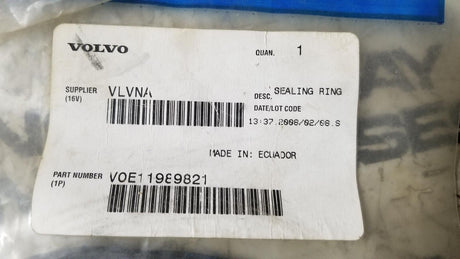 VOLVO
QUAN. 1
SUPPLIER (16V) VLVNA
DESC. SEALING RING
DATE/LOT CODE
13:37.2008/02/08.S
MADE IN: ECUADOR
PART NUMBER (1P) VOE11989821